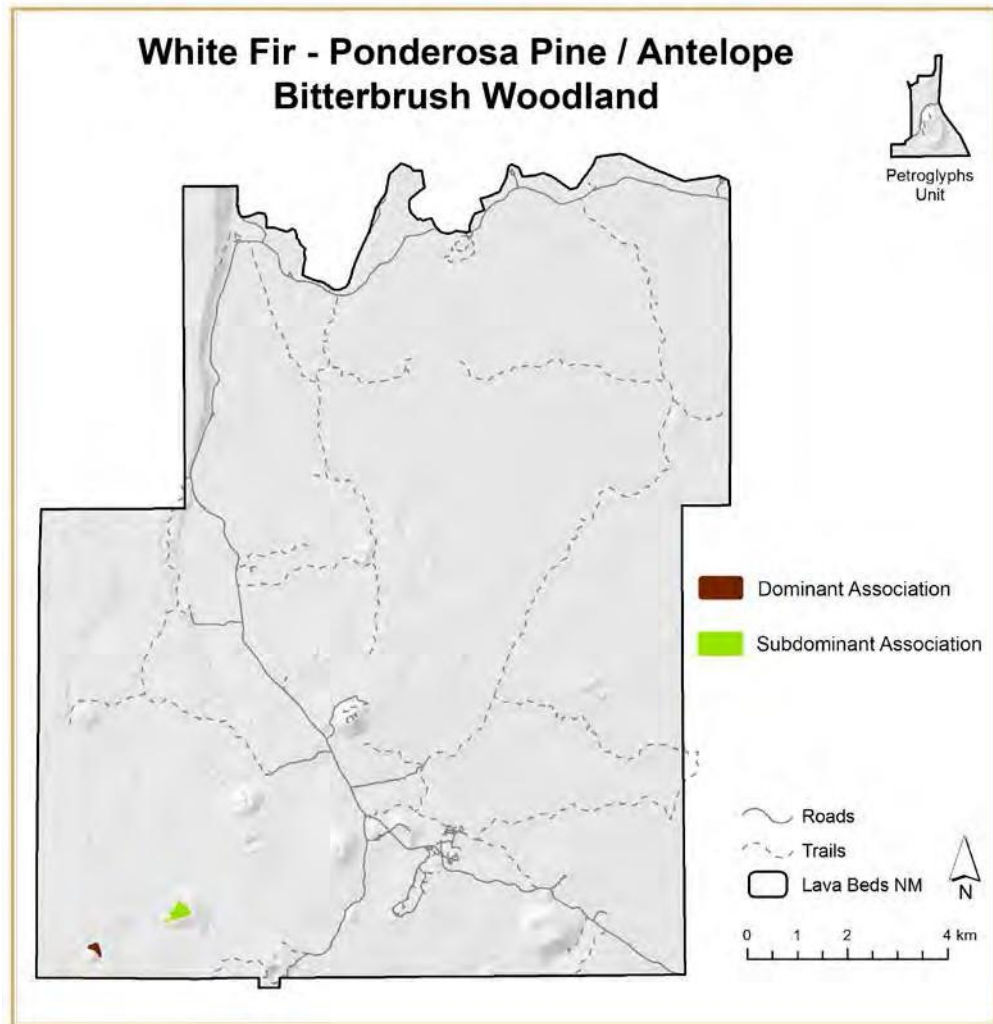 White Fir - Ponderosa Pine / Antelope
Bitterbrush Woodland
Petroglyphs
Unit
Dominant Association
Subdominant Association
Roads
Trails
Lava Beds NM
N
0 1 2 4 km